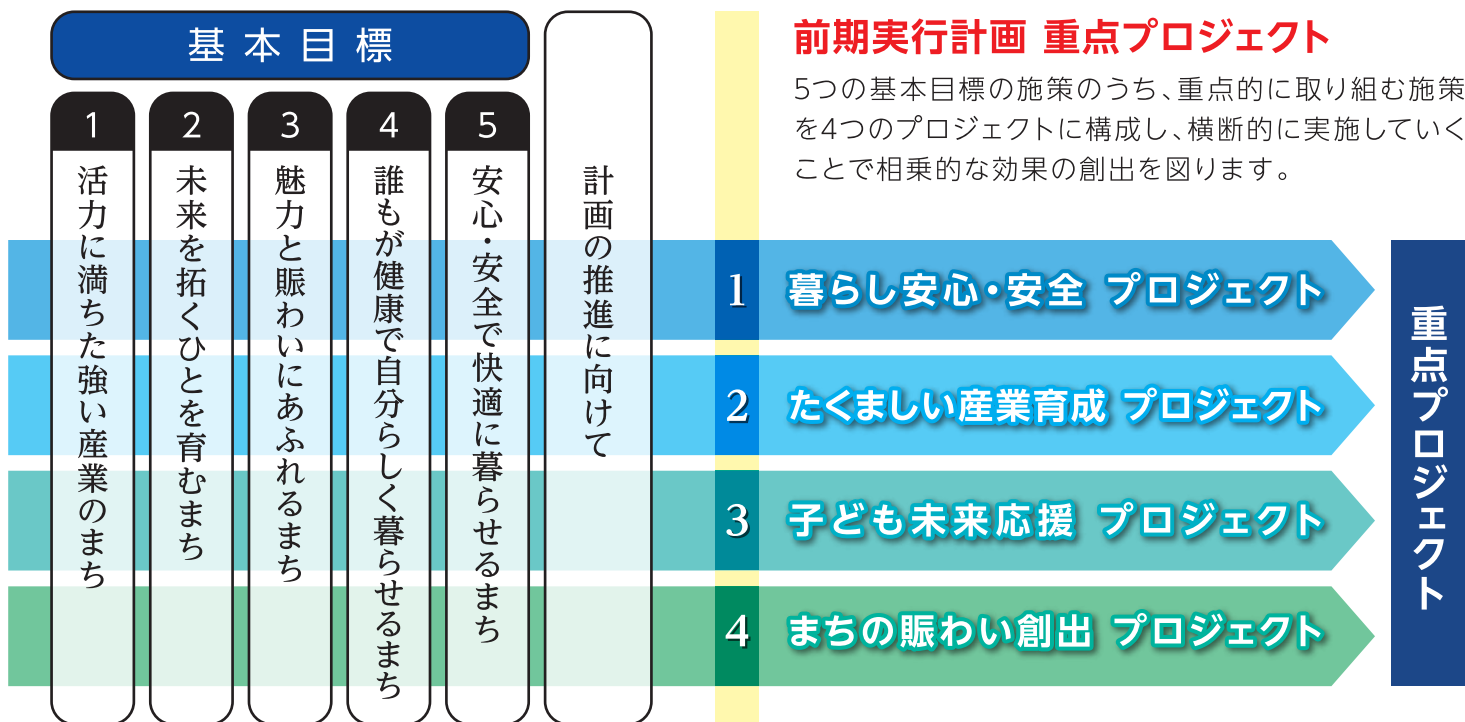 基本目標
1
活力に満ちた強い産業のまち
2
未来を拓くひとを育むまち
3
魅力と賑わいにあふれるまち
4
誰もが健康で自分らしく暮らせるまち
5
安心・安全で快適に暮らせるまち
計画の推進に向けて
前期実行計画 重点プロジェクト
5つの基本目標の施策のうち、重点的に取り組む施策
を4つのプロジェクトに構成し、横断的に実施していく
ことで相乗的な効果の創出を図ります。
1 暮らし安心・安全 プロジェクト
2 たくましい産業育成 プロジェクト
3 子ども未来応援 プロジェクト
4 まちの賑わい創出 プロジェクト
重点プロジェクト